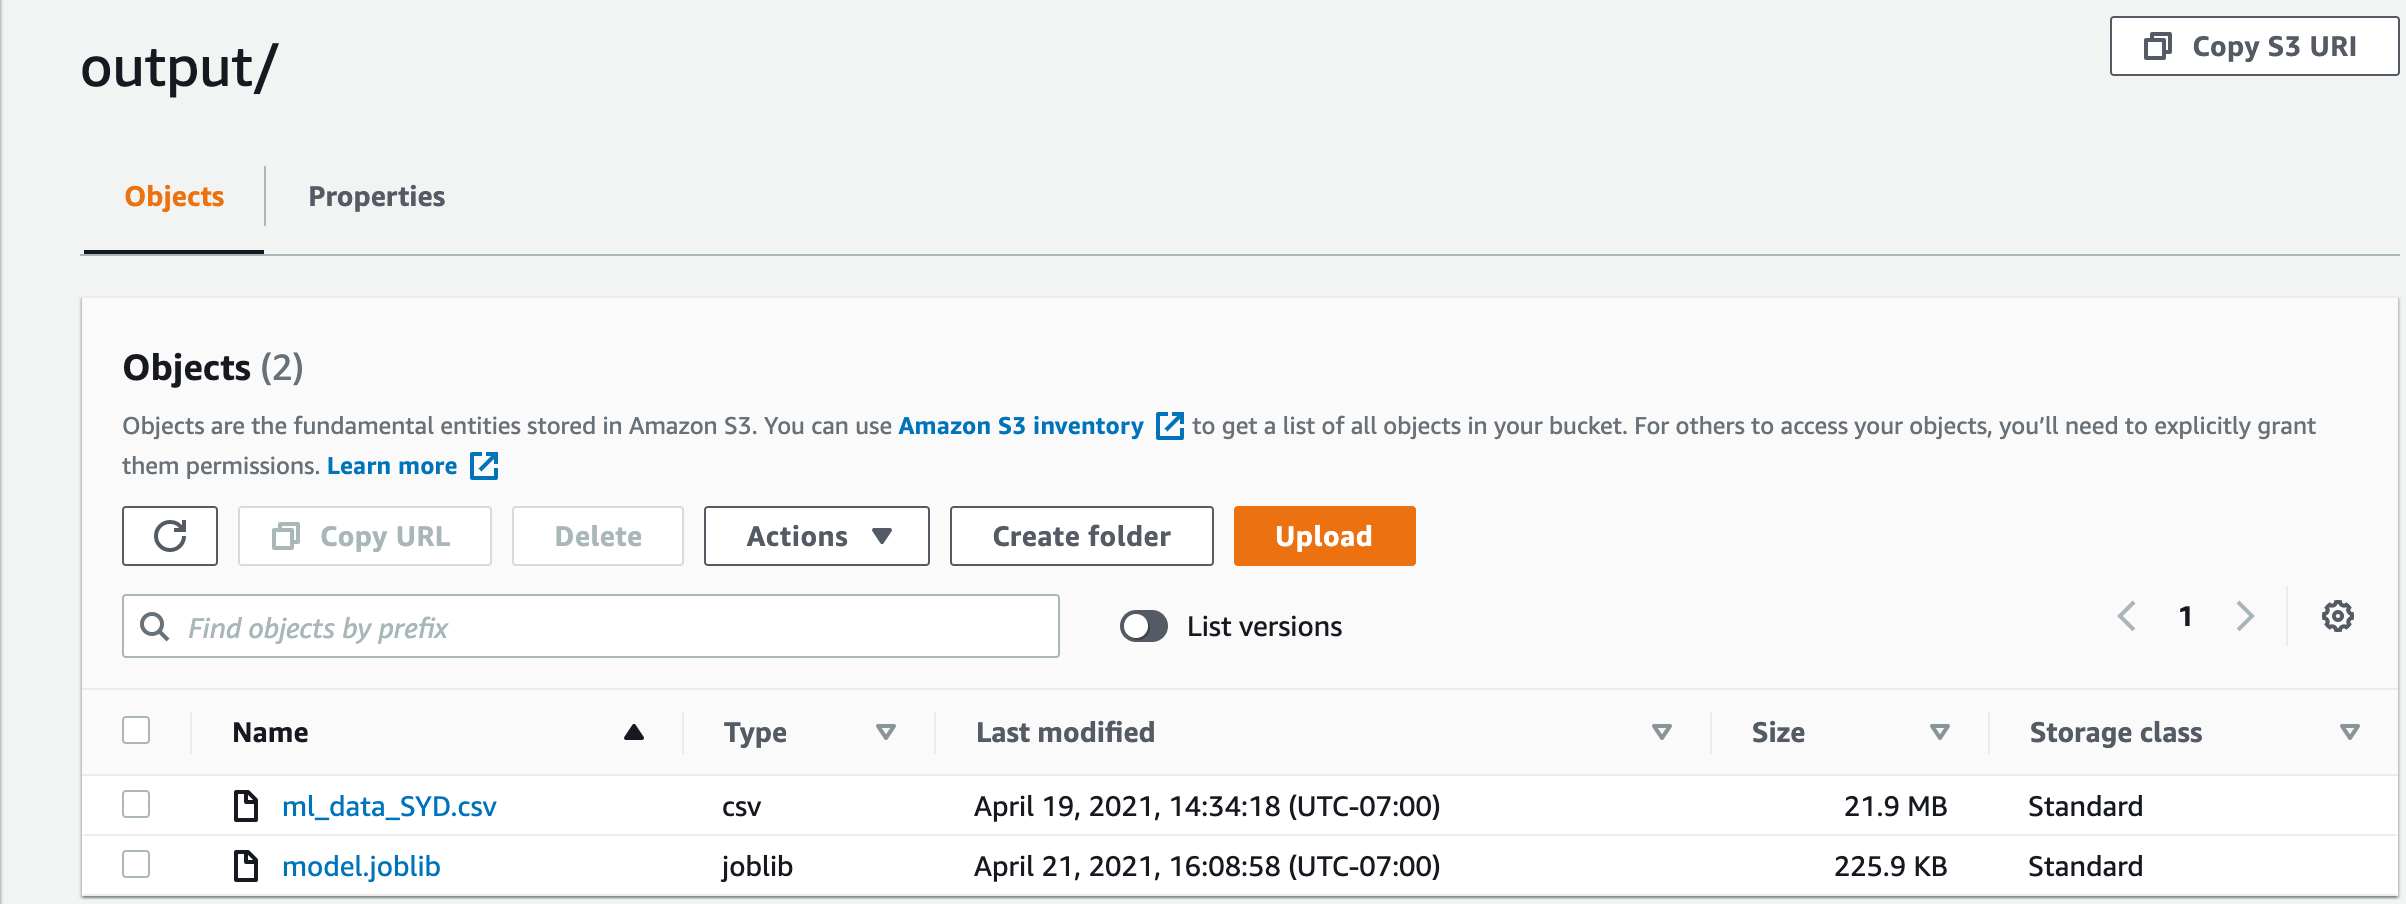 output/
Copy S3 URI
Objects
Properties
Objects (2)
Objects are the fundamental entities stored in Amazon S3. You can use Amazon S3 inventory to get a list of all objects in your bucket. For others to access your objects, you’ll need to explicitly grant
them permissions. Learn more
Copy URL Delete Actions Create folder Upload
Find objects by prefix List versions 1
Name Type Last modified Size Storage class
ml_data_SYD.csv csv April 19, 2021, 14:34:18 (UTC-07:00) 21.9 MB Standard
model.joblib joblib April 21, 2021, 16:08:58 (UTC-07:00) 225.9 KB Standard